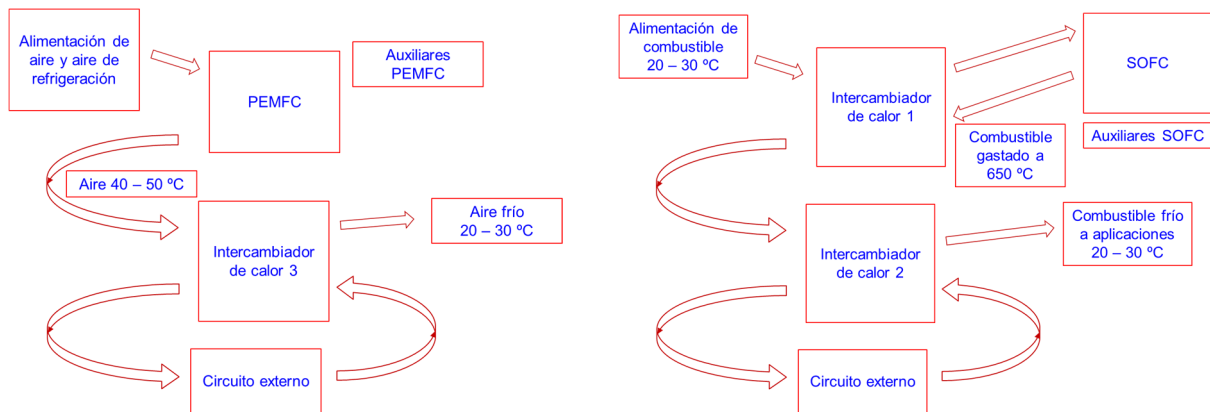 Alimentación de
aire y aire de
refrigeración
Auxiliares
PEMFC
PEMFC
Aire 40 – 50 ºC
Intercambiador
de calor 3
Aire frío
20 – 30 ºC
Circuito externo
Alimentación de
combustible
20 – 30 ºC
Intercambiador
de calor 1
SOFC
Auxiliares SOFC
Combustible
gastado a
650 ºC
Intercambiador
de calor 2
Combustible frío
a aplicaciones
20 – 30 ºC
Circuito externo